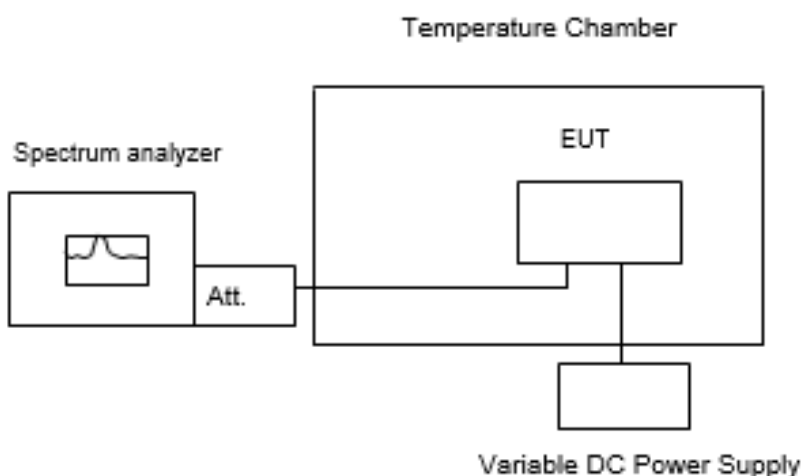 Temperature Chamber
EUT
Spectrum analyzer
Att.
Variable DC Power Supply